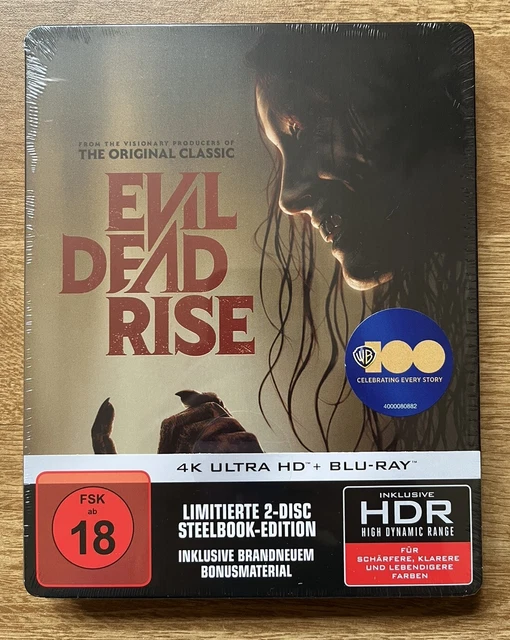 FROM THE VISIONARY PRODUCERS OF
THE ORIGINAL CLASSIC
EVIL
DEAD
RISE
WB 100
CELEBRATING EVERY STORY
4000080882
4K ULTRA HD™ + BLU-RAY™
FSK
ab
18
LIMITIERTE 2-DISC
STEELBOOK-EDITION
INKLUSIVE BRANDNEUEM
BONUSMATERIAL
INKLUSIVE
HDR
HIGH DYNAMIC RANGE
FÜR
SCHÄRFERE, KLARERE
UND LEBENDIGERE
FARBEN